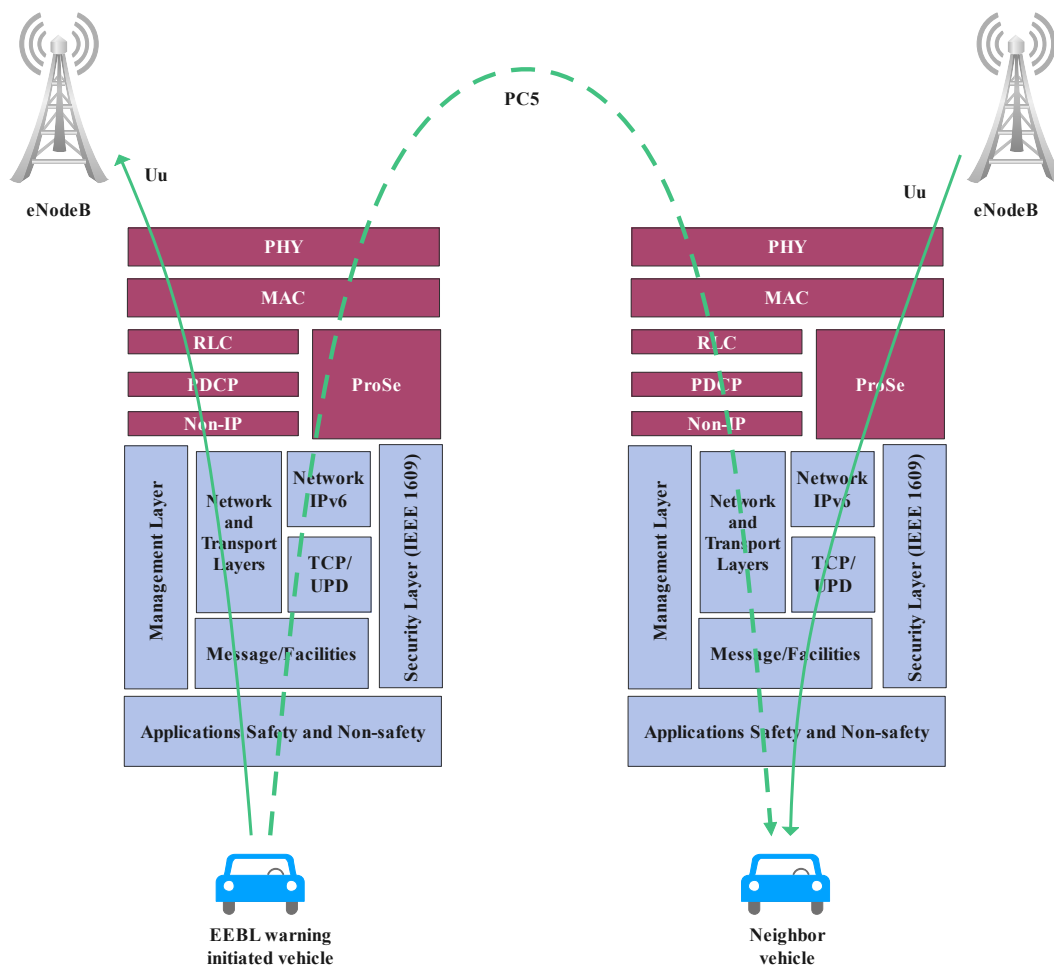 PC5
Uu
Uu
eNodeB
eNodeB
PHY
MAC
RLC
PDCP
Non-IP
ProSe
Management Layer
Network
and
Transport
Layers
Network
IPv6
TCP/
UPD
Security Layer (IEEE 1609)
Message/Facilities
Applications Safety and Non-safety
EEBL warning
initiated vehicle
PHY
MAC
RLC
PDCP
Non-IP
ProSe
Management Layer
Network
and
Transport
Layers
Network
IPv6
TCP/
UPD
Security Layer (IEEE 1609)
Message/Facilities
Applications Safety and Non-safety
Neighbor
vehicle